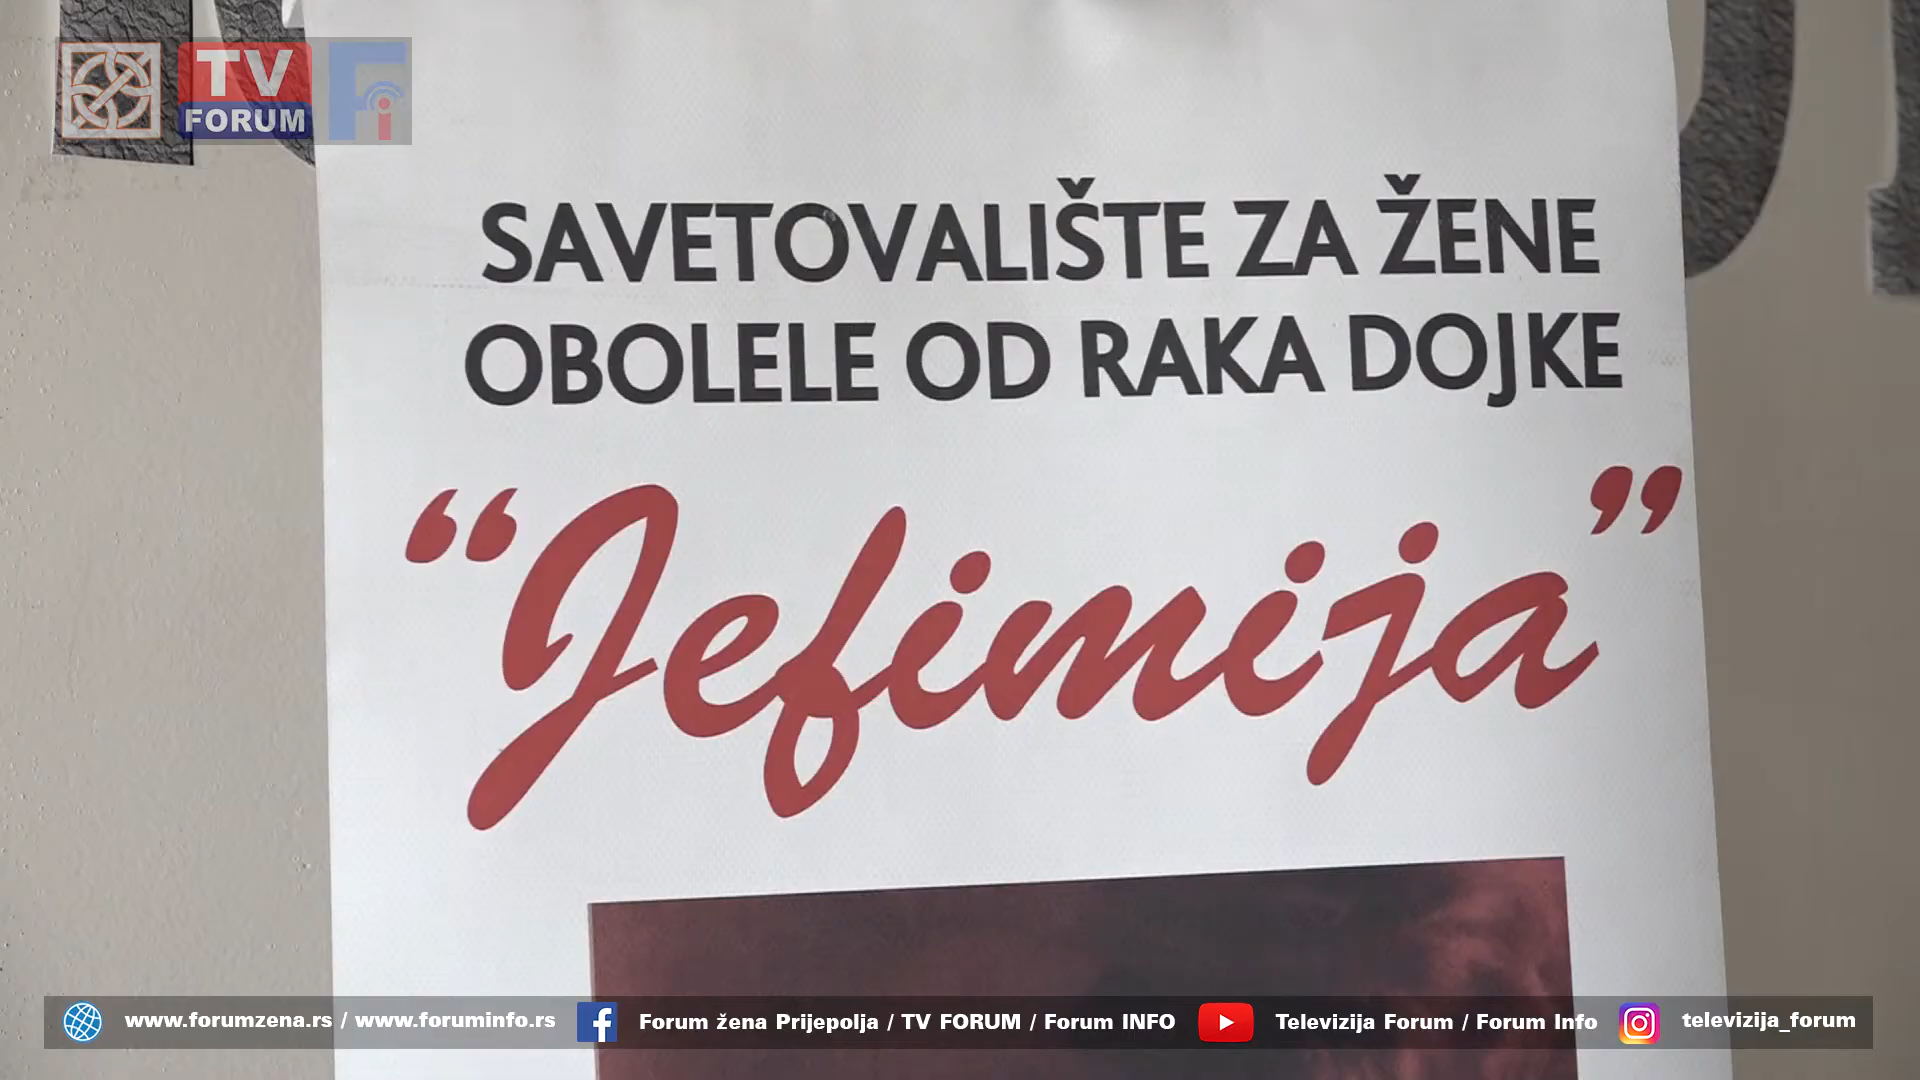 TV
FORUM
Fi
SAVETOVALIŠTE ZA ŽENE
OBOLELE OD RAKA DOJKE
“Jefimija”
www.forumzena.rs / www.foruminfo.rs
Forum žena Prijepolja / TV FORUM / Forum INFO
Televizija Forum / Forum Info
televizija_forum